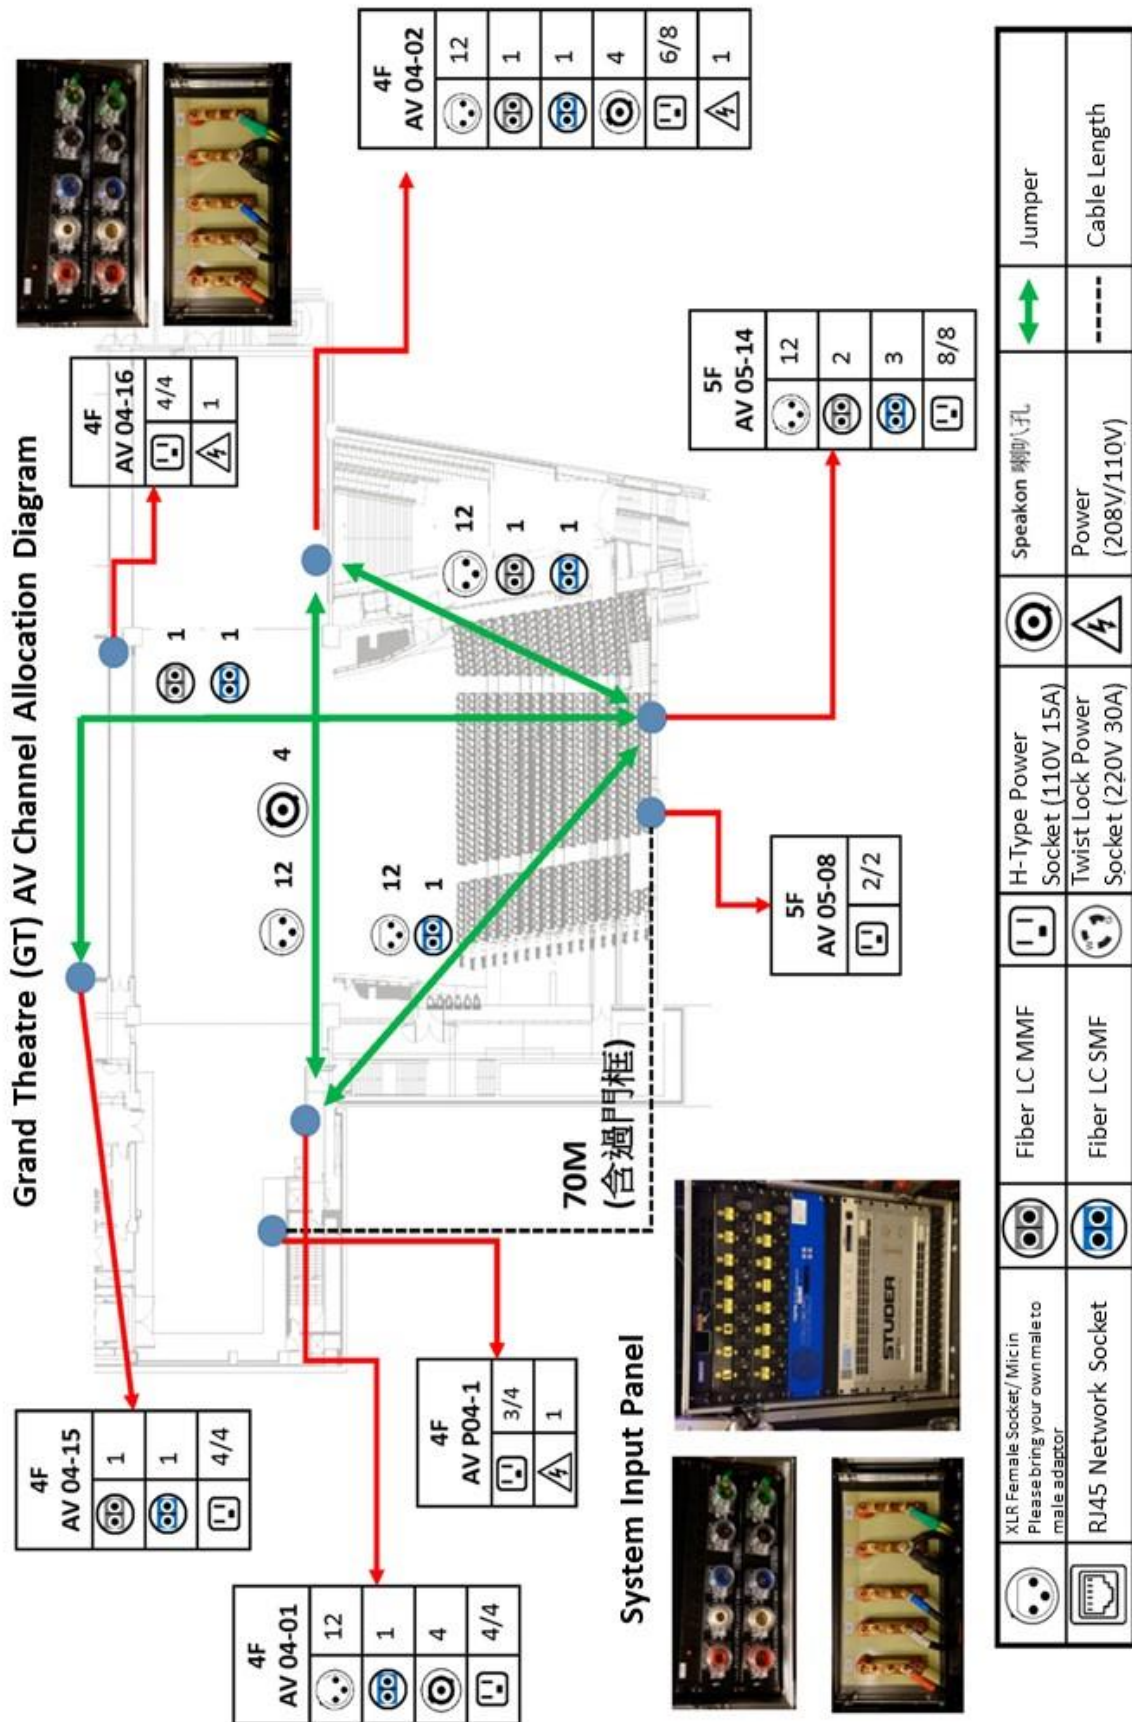 Grand Theatre (GT) AV Channel Allocation Diagram
4F
AV 04-15
1
1
4/4
4F
AV 04-16
4/4
1
4F
AV 04-01
12
1
4
4/4
4F
AV P04-1
3/4
1
4F
AV 04-02
12
1
1
4
6/8
1
5F
AV 05-08
2/2
5F
AV 05-14
12
2
3
8/8
1
1
12
4
12
1
12
1
1
70M
(含過門框)
System Input Panel
STUDER
XLR Female Socket/ Mic in
Please bring your own male to
male adaptor
Fiber LC MMF
H-Type Power
Socket (110V 15A)
Speakon 喇叭孔
Jumper
RJ45 Network Socket
Fiber LC SMF
Twist Lock Power
Socket (220V 30A)
Power
(208V/110V)
Cable Length